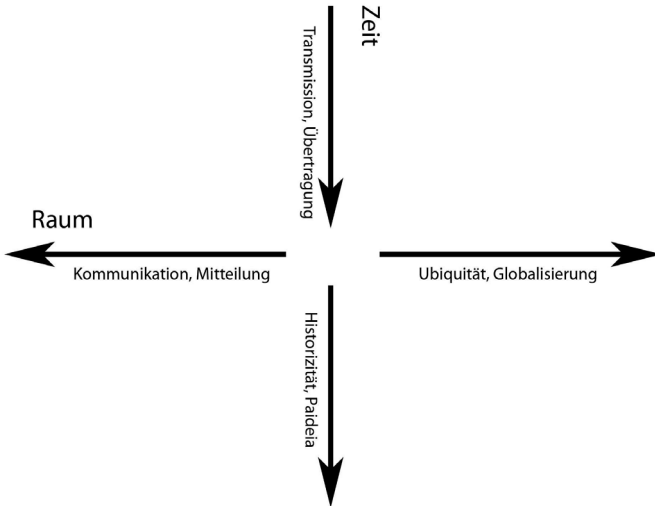 Zeit
Transmission, Übertragung
Raum
Kommunikation, Mitteilung
Ubiquität, Globalisierung
Historizität, Paideia